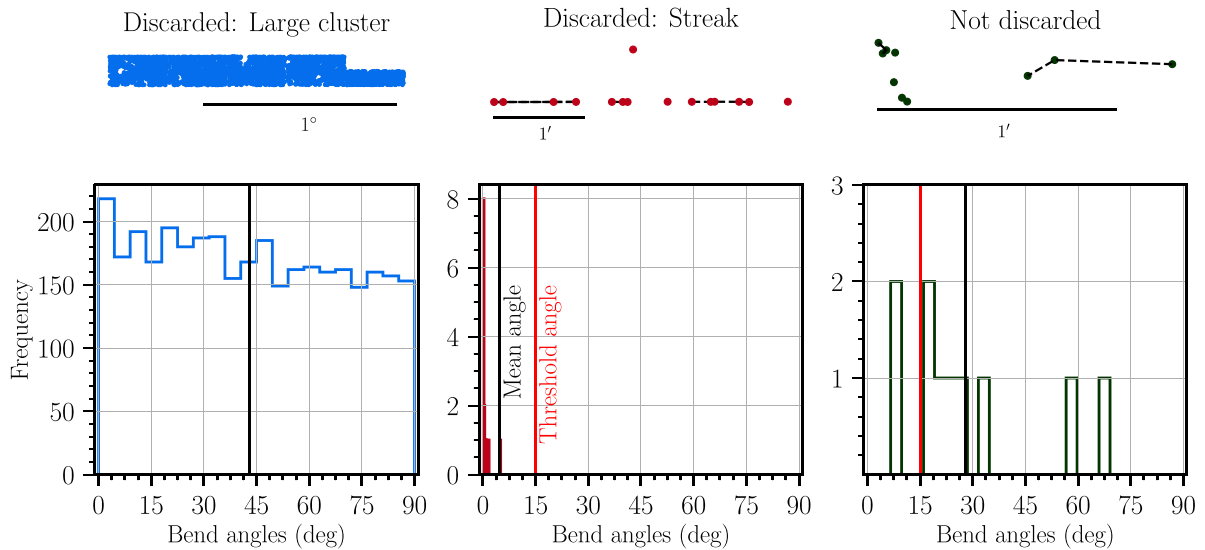 Discarded: Large cluster
Discarded: Streak
Not discarded
1°
1′
1′
Frequency
200
150
100
50
0
0 15 30 45 60 75 90
Bend angles (deg)
8
6
4
2
0
Mean angle
Threshold angle
0 15 30 45 60 75 90
Bend angles (deg)
3
2
1
0 15 30 45 60 75 90
Bend angles (deg)